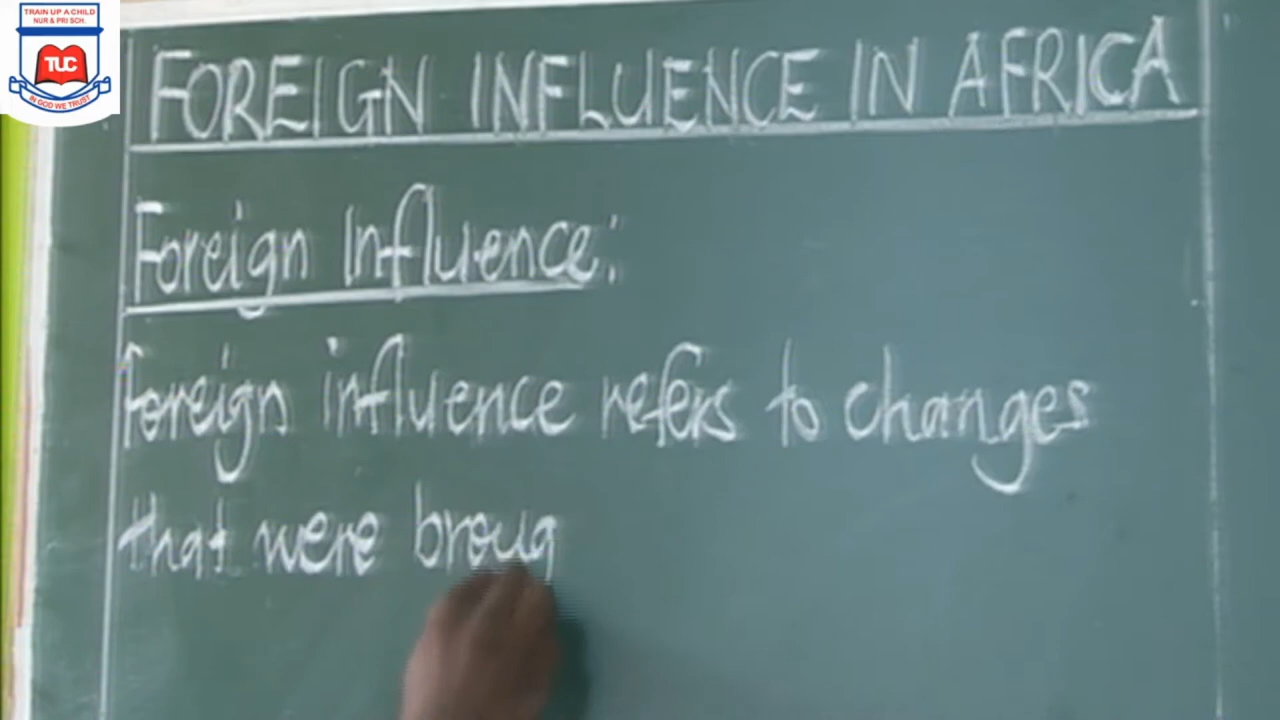 TRAIN UP A CHILD
NUR & PRI SCH.
TUC
IN GOD WE TRUST
FOREIGN INFLUENCE IN AFRICA
Foreign Influence:
Foreign influence refers to changes
that were broug